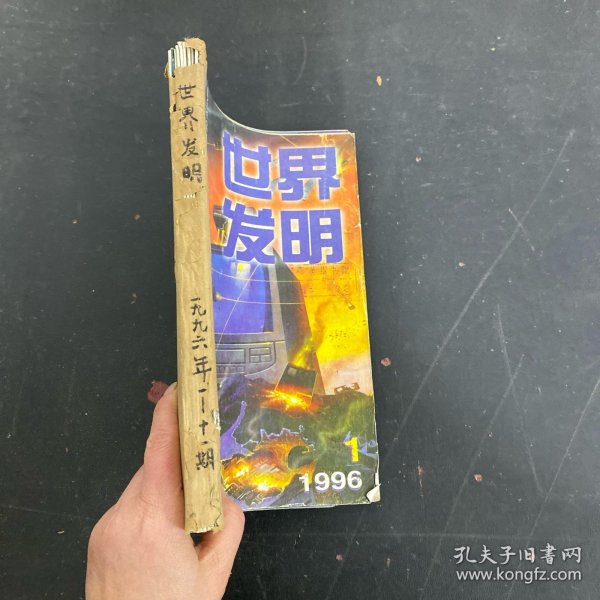 世界发明
一九九六年一—十一期
世界
发明
1
1996
孔夫子旧书网
www.kongfz.com